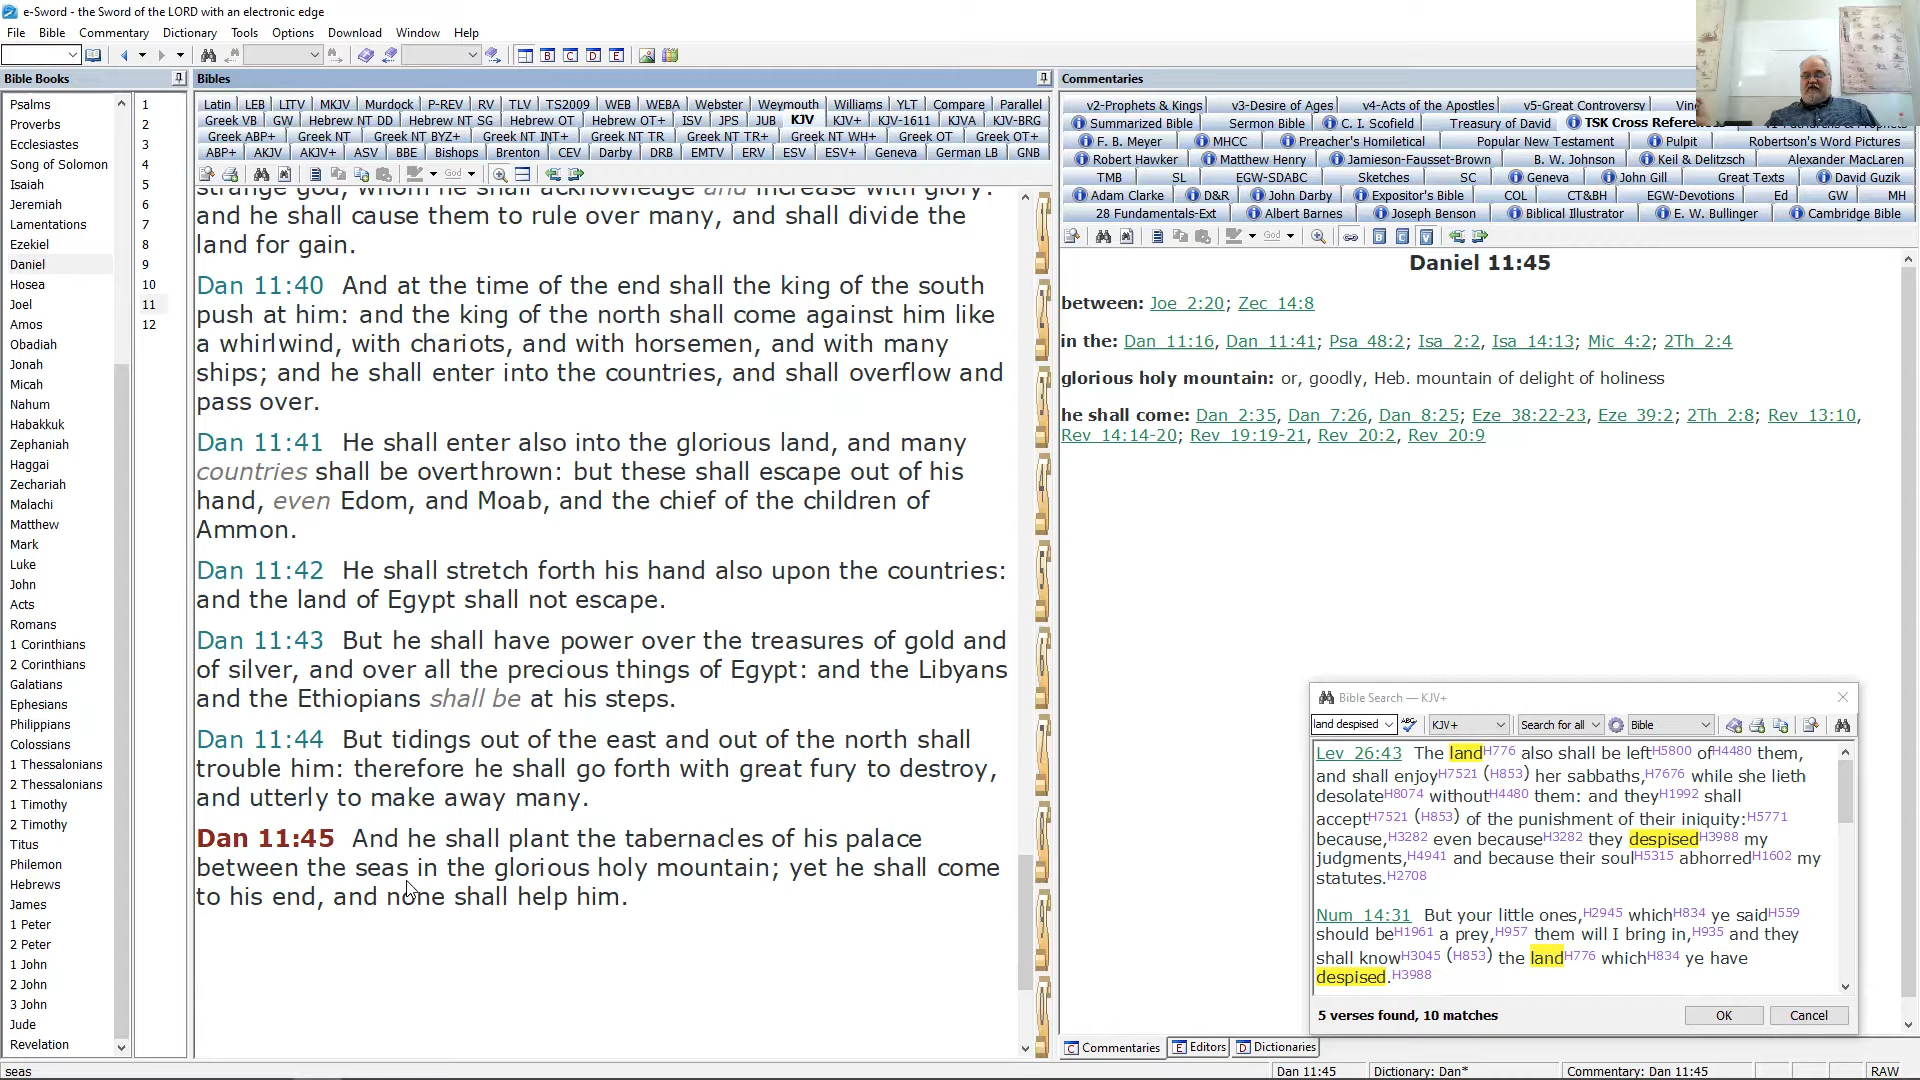 e-Sword - the Sword of the LORD with an electronic edge
File Bible Commentary Dictionary Tools Options Download Window Help
Bible Books
Psalms 1
Proverbs 2
Ecclesiastes 3
Song of Solomon 4
Isaiah 5
Jeremiah 6
Lamentations 7
Ezekiel 8
Daniel 9
Hosea 10
Joel 11
Amos 12
Obadiah
Jonah
Micah
Nahum
Habakkuk
Zephaniah
Haggai
Zechariah
Malachi
Matthew
Mark
Luke
John
Acts
Romans
1 Corinthians
2 Corinthians
Galatians
Ephesians
Philippians
Colossians
1 Thessalonians
2 Thessalonians
1 Timothy
2 Timothy
Titus
Philemon
Hebrews
James
1 Peter
2 Peter
1 John
2 John
3 John
Jude
Revelation
Bibles
Latin LEB LITV MKJV Murdock P-REV RV TLV TS2009 WEB WEBA Webster Weymouth Williams YLT Compare Parallel
Greek VB GW Hebrew NT DD Hebrew NT SG Hebrew OT Hebrew OT+ ISV JPS JUB KJV KJV+ KJV-1611 KJVA KJV-BRG
Greek ABP+ Greek NT Greek NT BYZ+ Greek NT INT+ Greek NT TR Greek NT TR+ Greek NT WH+ Greek OT Greek OT+
ABP+ AKJV AKJV+ ASV BBE Bishops Brenton CEV Darby DRB EMTV ERV ESV ESV+ Geneva German LB GNB
God
strange god, whom he shall acknowledge and increase with glory:
and he shall cause them to rule over many, and shall divide the
land for gain.
Dan 11:40 And at the time of the end shall the king of the south
push at him: and the king of the north shall come against him like
a whirlwind, with chariots, and with horsemen, and with many
ships; and he shall enter into the countries, and shall overflow and
pass over.
Dan 11:41 He shall enter also into the glorious land, and many
countries shall be overthrown: but these shall escape out of his
hand, even Edom, and Moab, and the chief of the children of
Ammon.
Dan 11:42 He shall stretch forth his hand also upon the countries:
and the land of Egypt shall not escape.
Dan 11:43 But he shall have power over the treasures of gold and
of silver, and over all the precious things of Egypt: and the Libyans
and the Ethiopians shall be at his steps.
Dan 11:44 But tidings out of the east and out of the north shall
trouble him: therefore he shall go forth with great fury to destroy,
and utterly to make away many.
Dan 11:45 And he shall plant the tabernacles of his palace
between the seas in the glorious holy mountain; yet he shall come
to his end, and none shall help him.
Commentaries
v2-Prophets & Kings v3-Desire of Ages v4-Acts of the Apostles v5-Great Controversy
Summarized Bible Sermon Bible C. I. Scofield Treasury of David TSK Cross
F. B. Meyer MHCC Preacher's Homiletical Popular New Testament Pulpit Robertson's Word Pictures
Robert Hawker Matthew Henry Jamieson-Fausset-Brown B. W. Johnson Keil & Delitzsch Alexander MacLaren
TMB SL EGW-SDABC Sketches SC Geneva John Gill Great Texts David Guzik
Adam Clarke D&R John Darby Expositor's Bible COL CT&BH EGW-Devotions Ed GW MH
28 Fundamentals-Ext Albert Barnes Joseph Benson Biblical Illustrator E. W. Bullinger Cambridge Bible
God
Daniel 11:45
between: Joe 2:20; Zec 14:8
in the: Dan 11:16, Dan 11:41; Psa 48:2; Isa 2:2, Isa 14:13; Mic 4:2; 2Th 2:4
glorious holy mountain: or, goodly, Heb. mountain of delight of holiness
he shall come: Dan 2:35, Dan 7:26, Dan 8:25; Eze 38:22-23, Eze 39:2; 2Th 2:8; Rev 13:10,
Rev 14:14-20; Rev 19:19-21, Rev 20:2, Rev 20:9
Bible Search — KJV+
land despised KJV+ Search for all Bible
Lev 26:43 The landH776 also shall be leftH5800 ofH4480 them,
and shall enjoyH7521 (H853) her sabbaths,H7676 while she lieth
desolateH8074 withoutH4480 them: and theyH1992 shall
acceptH7521 (H853) of the punishment of their iniquity:H5771
because,H3282 even becauseH3282 they despisedH3988 my
judgments,H4941 and because their soulH5315 abhorredH1602 my
statutes.H2708
Num 14:31 But your little ones,H2945 whichH834 ye saidH559
should beH1961 a prey,H957 them will I bring in,H935 and they
shall knowH3045 (H853) the landH776 whichH834 ye have
despised.H3988
5 verses found, 10 matches OK Cancel
Commentaries Editors Dictionaries
seas Dan 11:45 Dictionary: Dan* Commentary: Dan 11:45 RAW